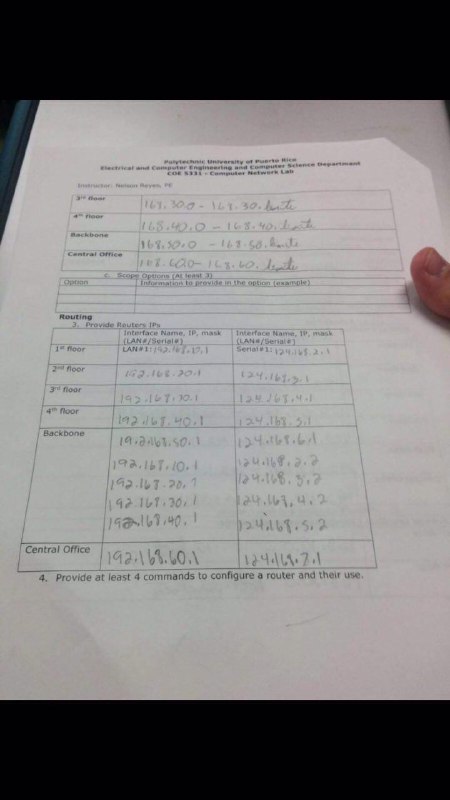 Polytechnic University of Puerto Rico
Electrical and Computer Engineering and Computer Science Department
COE 5331 - Computer Network Lab
Instructor: Nelson Reyes, PE
3rd floor 168.30.0 - 168.30.
4th floor 168.40.0 - 168.40.
Backbone 168.50.0 - 168.50.
Central Office 168.60.0 - 168.60.
c. Scope Options (At least 3)
Option Information to provide in the option (example)
Routing
3. Provide Routers IPs
Interface Name, IP, mask (LAN#/Serial#) Interface Name, IP, mask (LAN#/Serial#)
1st floor LAN#1: 192.168.10.1 Serial#1: 124.168.2.1
2nd floor 192.168.20.1 124.168.3.1
3rd floor 192.168.30.1 124.168.4.1
4th floor 192.168.40.1 124.168.5.1
Backbone 192.168.50.1 124.168.6.1
192.168.10.1 124.168.2.2
192.168.20.1 124.168.3.2
192.168.30.1 124.168.4.2
192.168.40.1 124.168.5.2
Central Office 192.168.60.1 124.168.7.1
4. Provide at least 4 commands to configure a router and their use.